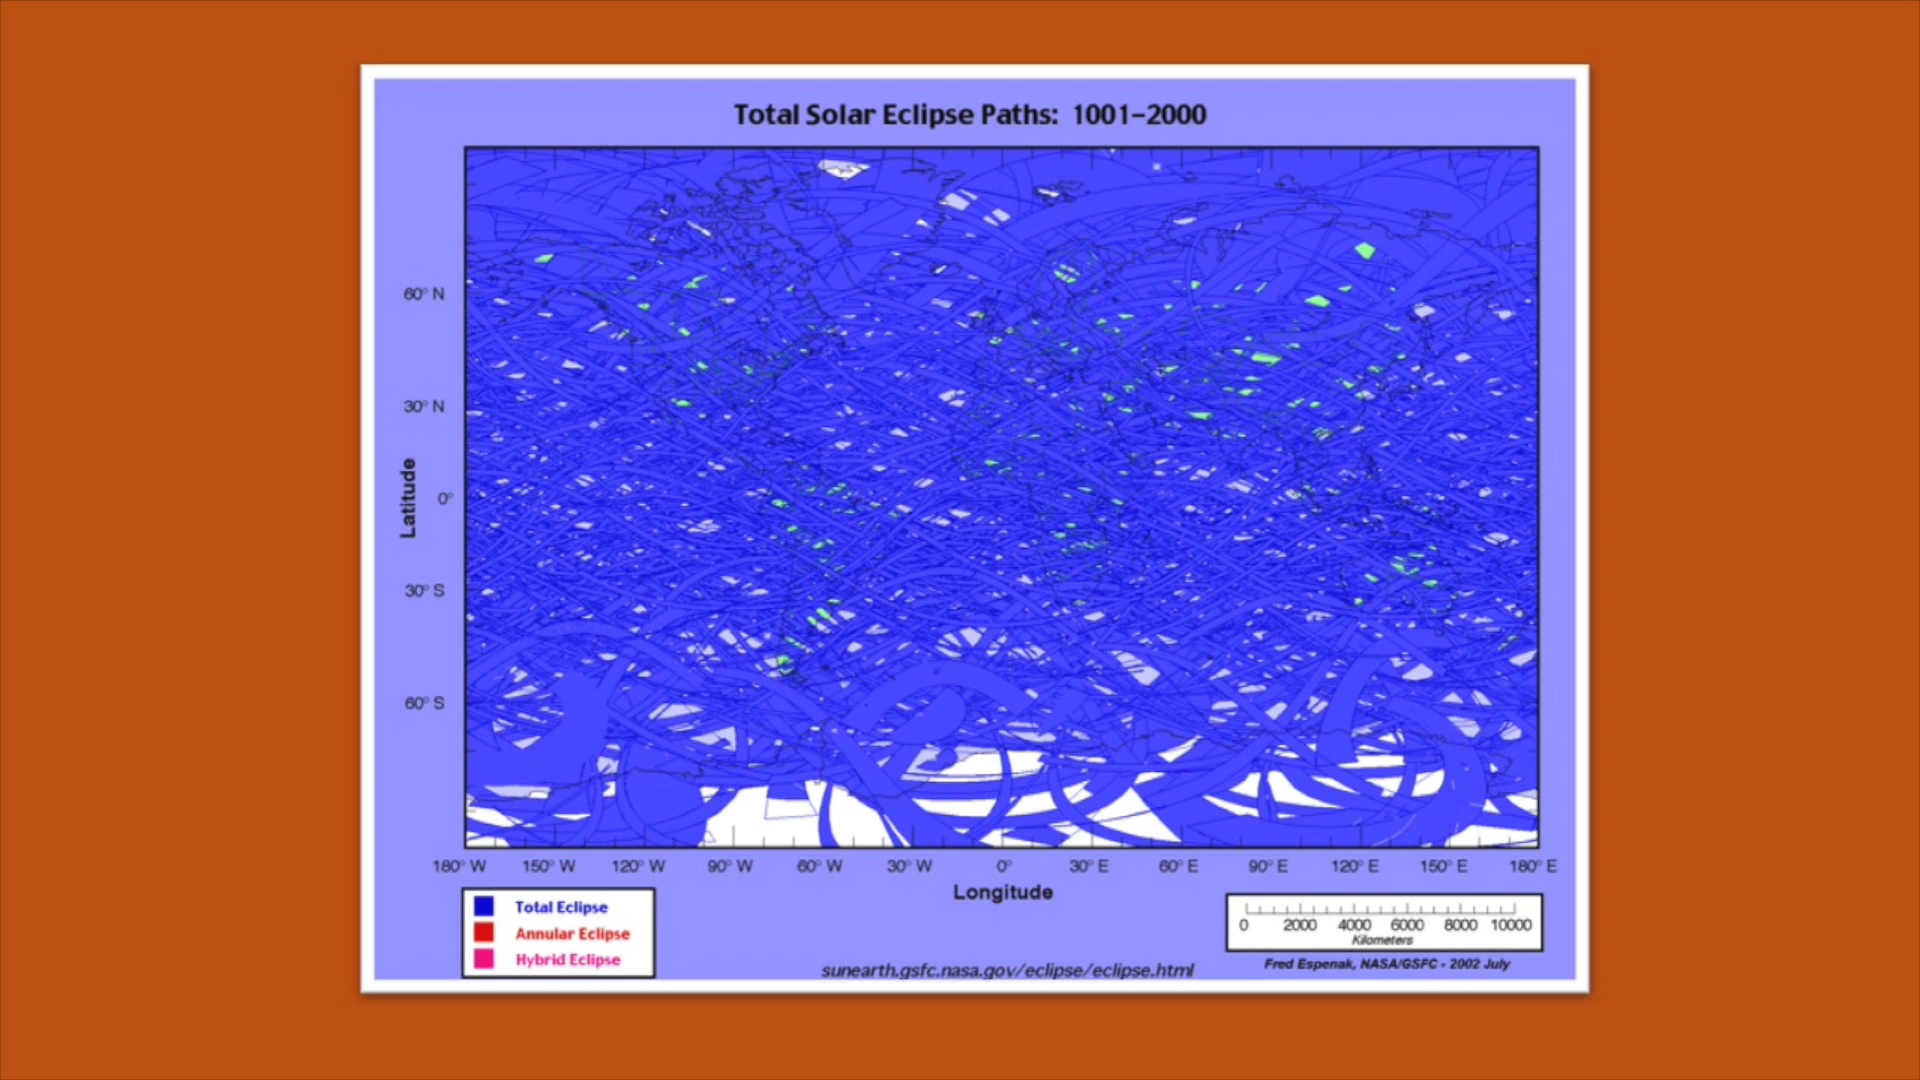 Total Solar Eclipse Paths: 1001–2000
60° N
30° N
0°
30° S
60° S
Latitude
180° W 150° W 120° W 90° W 60° W 30° W 0° 30° E 60° E 90° E 120° E 150° E 180° E
Longitude
Total Eclipse
Annular Eclipse
Hybrid Eclipse
sunearth.gsfc.nasa.gov/eclipse/eclipse.html
0 2000 4000 6000 8000 10000
Kilometers
Fred Espenak, NASA/GSFC - 2002 July